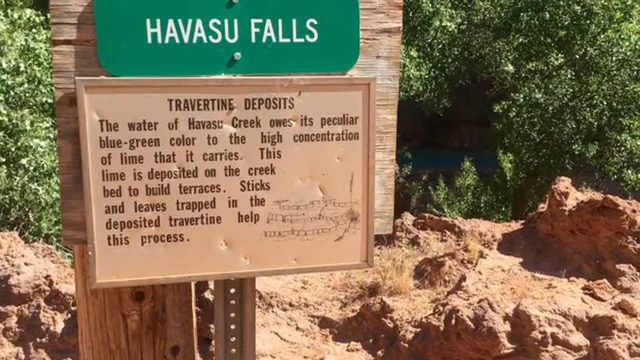 HAVASU FALLS
TRAVERTINE DEPOSITS
The water of Havasu Creek owes its peculiar
blue-green color to the high concentration
of lime that it carries. This
lime is deposited on the creek
bed to build terraces. Sticks
and leaves trapped in the
deposited travertine help
this process.